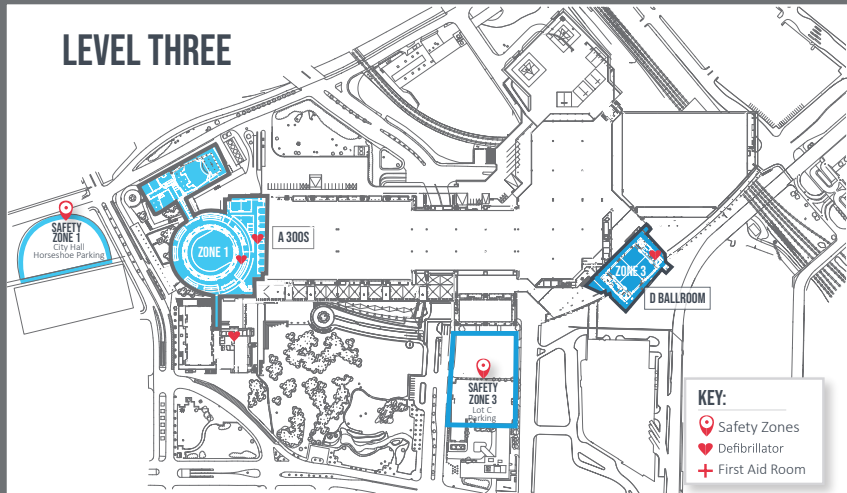 LEVEL THREE
SAFETY
ZONE 1
City Hall
Horseshoe Parking
ZONE 1
A 300S
ZONE 3
D BALLROOM
SAFETY
ZONE 3
Lot C
Parking
KEY:
Safety Zones
Defibrillator
First Aid Room